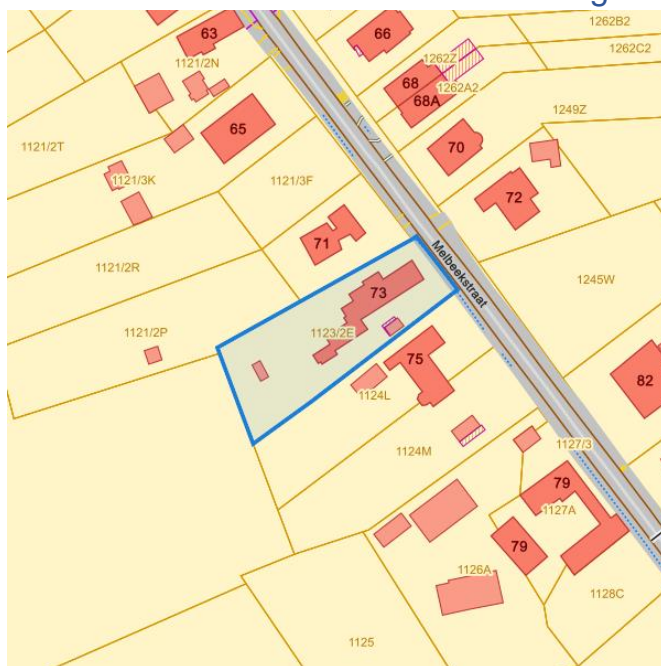 63
66
1262B2
1262Z
1262C2
1121/2N
68
1262A2
68A
1249Z
65
1121/2T
70
1121/3K
1121/3F
72
71
Melbeekstraat
1121/2R
1245W
73
1121/2P
1123/2E
75
82
1124L
1127/3
1124M
79
1127A
79
1126A
1128C
1125